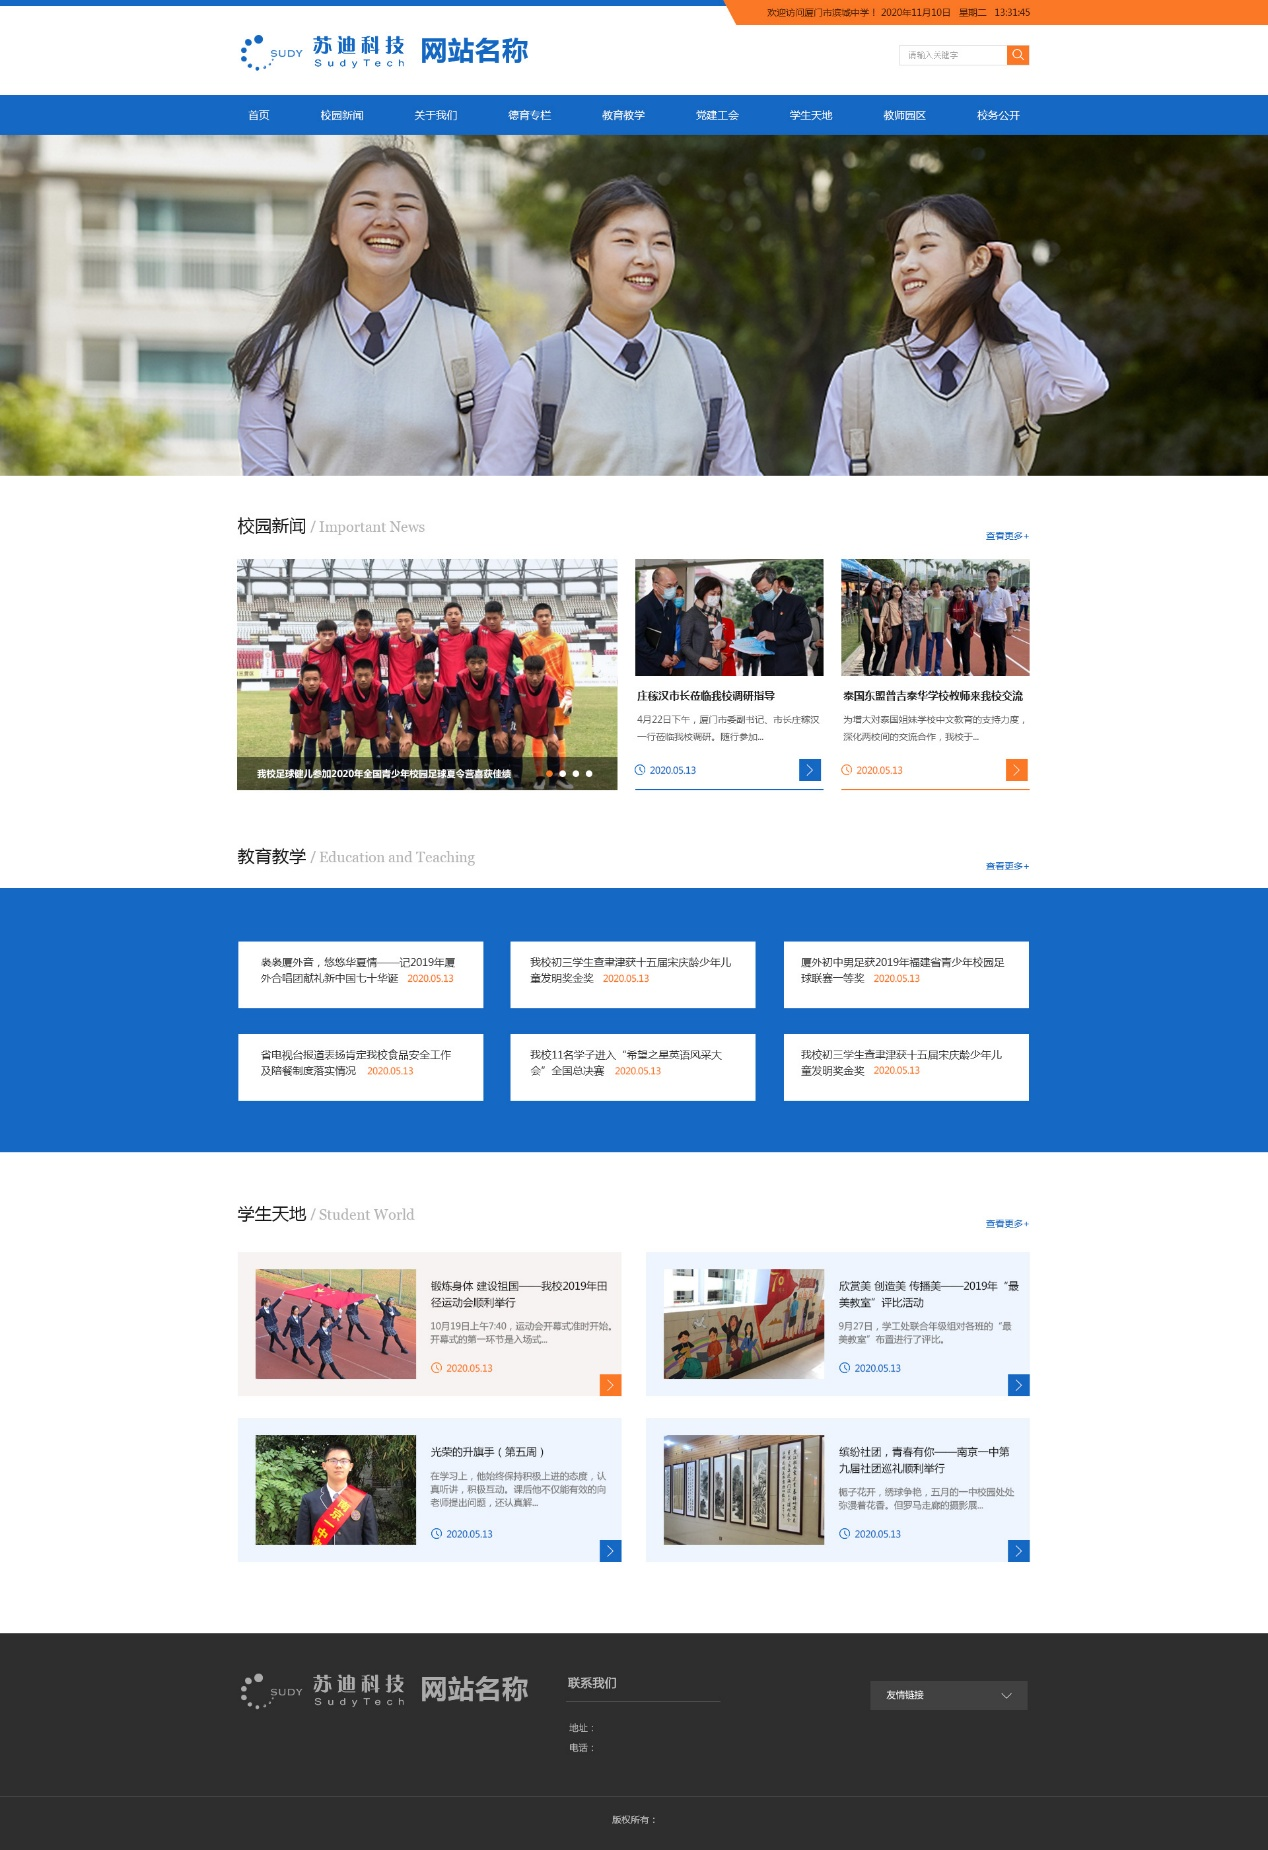 欢迎访问厦门市滨城中学！ 2020年11月10日 星期二 13:31:45
SUDY 苏迪科技 网站名称
SudyTech
请输入关键字
首页 校园新闻 关于我们 德育专栏 教育教学 党建工会 学生天地 教师园区 校务公开
校园新闻 / Important News
查看更多+
我校足球健儿参加2020年全国青少年校园足球夏令营喜获佳绩
庄稼汉市长莅临我校调研指导
4月22日下午，厦门市委副书记、市长庄稼汉
一行莅临我校调研。随行参加...
2020.05.13
泰国东盟普吉泰华学校教师来我校交流
为增大对泰国姐妹学校中文教育的支持力度，
深化两校间的交流合作，我校于...
2020.05.13
教育教学 / Education and Teaching
查看更多+
袅袅厦外音，悠悠华夏情——记2019年厦
外合唱团献礼新中国七十华诞 2020.05.13
我校初三学生查聿津获十五届宋庆龄少年儿
童发明奖金奖 2020.05.13
厦外初中男足获2019年福建省青少年校园足
球联赛一等奖 2020.05.13
省电视台报道表扬肯定我校食品安全工作
及陪餐制度落实情况 2020.05.13
我校11名学子进入“希望之星英语风采大
会”全国总决赛 2020.05.13
我校初三学生查聿津获十五届宋庆龄少年儿
童发明奖金奖 2020.05.13
学生天地 / Student World
查看更多+
锻炼身体 建设祖国——我校2019年田
径运动会顺利举行
10月19日上午7:40，运动会开幕式准时开始。
开幕式的第一环节是入场式...
2020.05.13
欣赏美 创造美 传播美——2019年“最
美教室”评比活动
9月27日，学工处联合年级组对各班的“最
美教室”布置进行了评比。
2020.05.13
光荣的升旗手（第五周）
在学习上，他始终保持积极上进的态度，认
真听讲，积极互动。课后他不仅能有效的向
老师提出问题，还认真解...
2020.05.13
缤纷社团，青春有你——南京一中第
九届社团巡礼顺利举行
栀子花开，绣球争艳，五月的一中校园处处
弥漫着花香。但罗马走廊的摄影展...
2020.05.13
SUDY 苏迪科技 网站名称
SudyTech
联系我们
地址：
电话：
友情链接
版权所有：